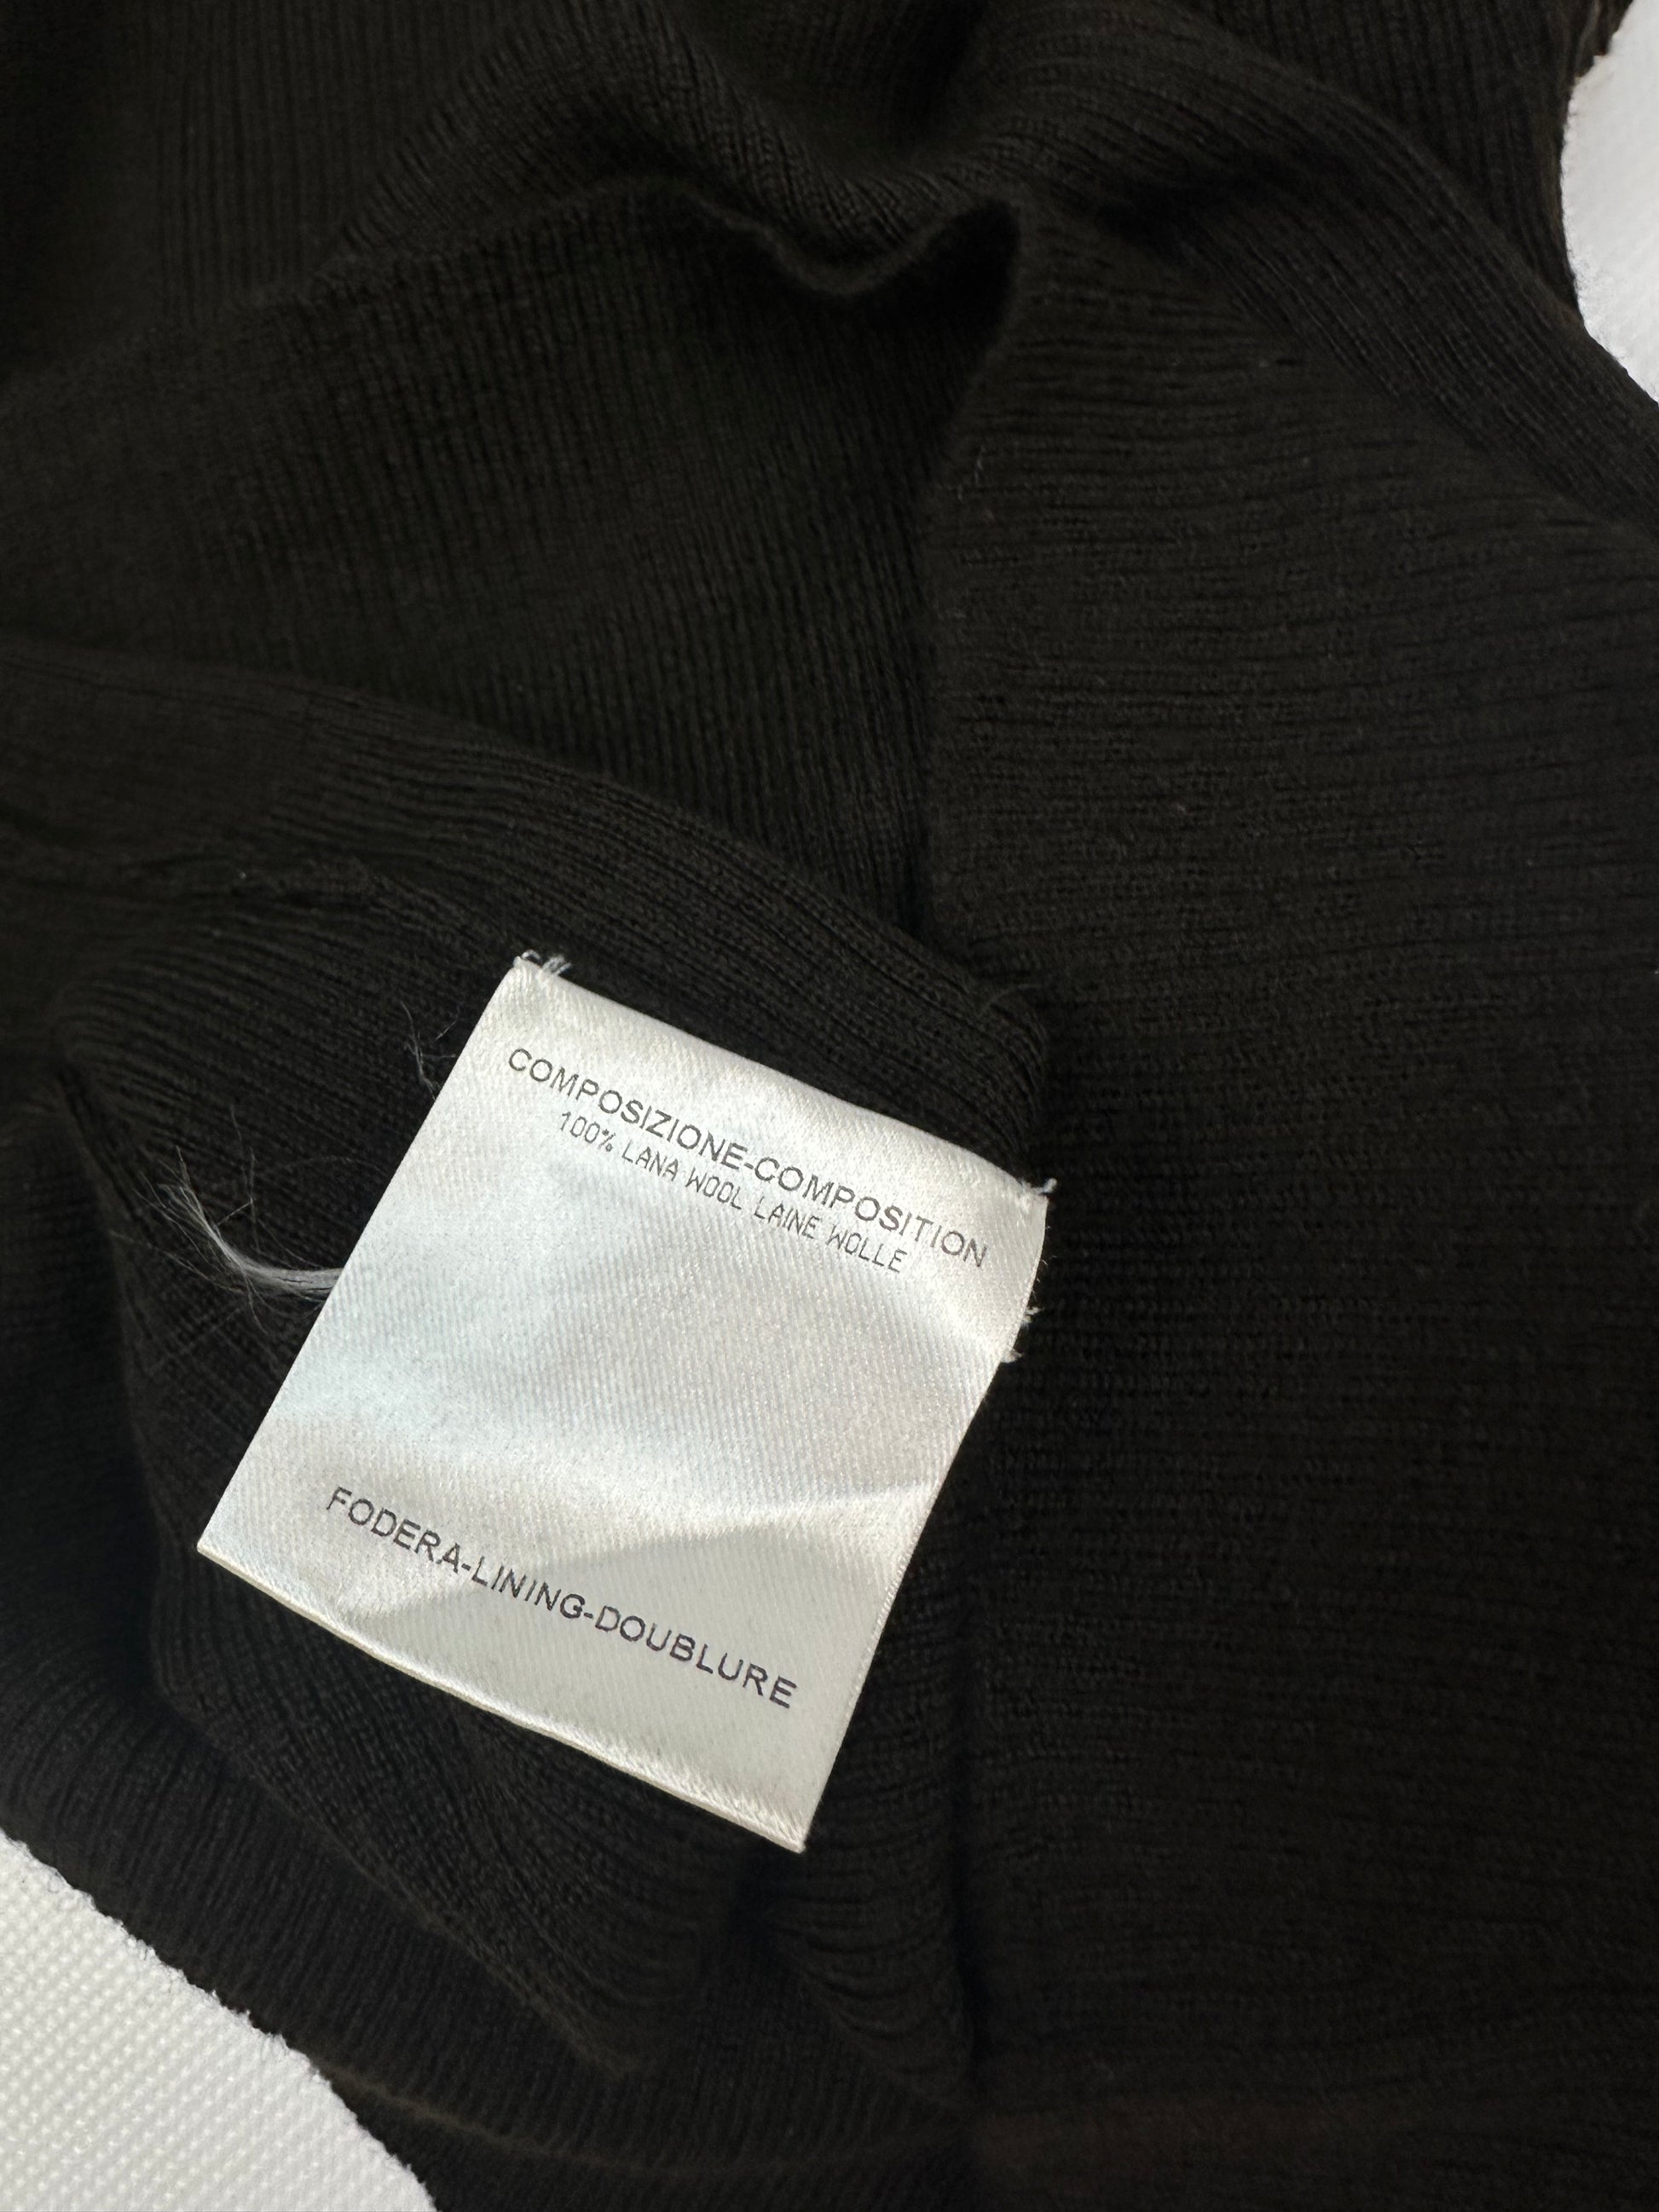 COMPOSIZIONE-COMPOSITION
100% LANA WOOL LAINE WOLLE
FODERA-LINING-DOUBLURE